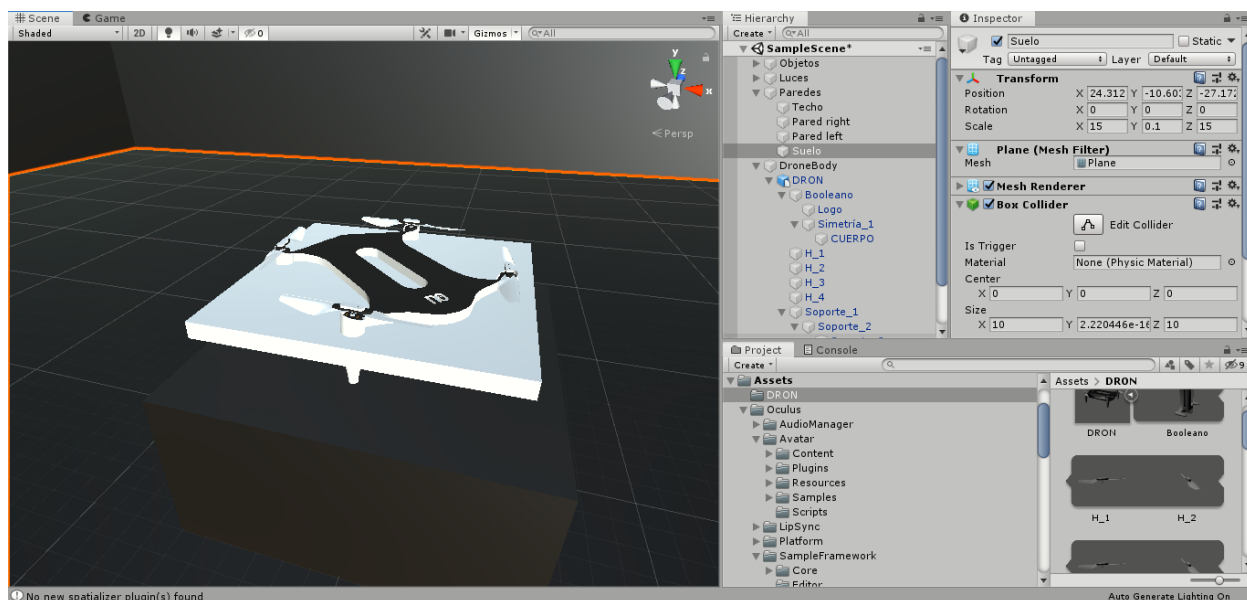 Scene Game
Shaded 2D 0 Gizmos All
y
z
x
Persp
Hierarchy
Create All
SampleScene*
Objetos
Luces
Paredes
Techo
Pared right
Pared left
Suelo
DroneBody
DRON
Booleano
Logo
Simetría_1
CUERPO
H_1
H_2
H_3
H_4
Soporte_1
Soporte_2
Inspector
Suelo Static
Tag Untagged Layer Default
Transform
Position X 24.312 Y -10.60 Z -27.17
Rotation X 0 Y 0 Z 0
Scale X 15 Y 0.1 Z 15
Plane (Mesh Filter)
Mesh Plane
Mesh Renderer
Box Collider
Edit Collider
Is Trigger
Material None (Physic Material)
Center
X 0 Y 0 Z 0
Size
X 10 Y 2.220446e-16 Z 10
Project Console
Create 9
Assets
DRON
Oculus
AudioManager
Avatar
Content
Plugins
Resources
Samples
Scripts
LipSync
Platform
SampleFramework
Core
Editor
Assets > DRON
DRON Booleano
H_1 H_2
No new spatializer plugin(s) found
Auto Generate Lighting On